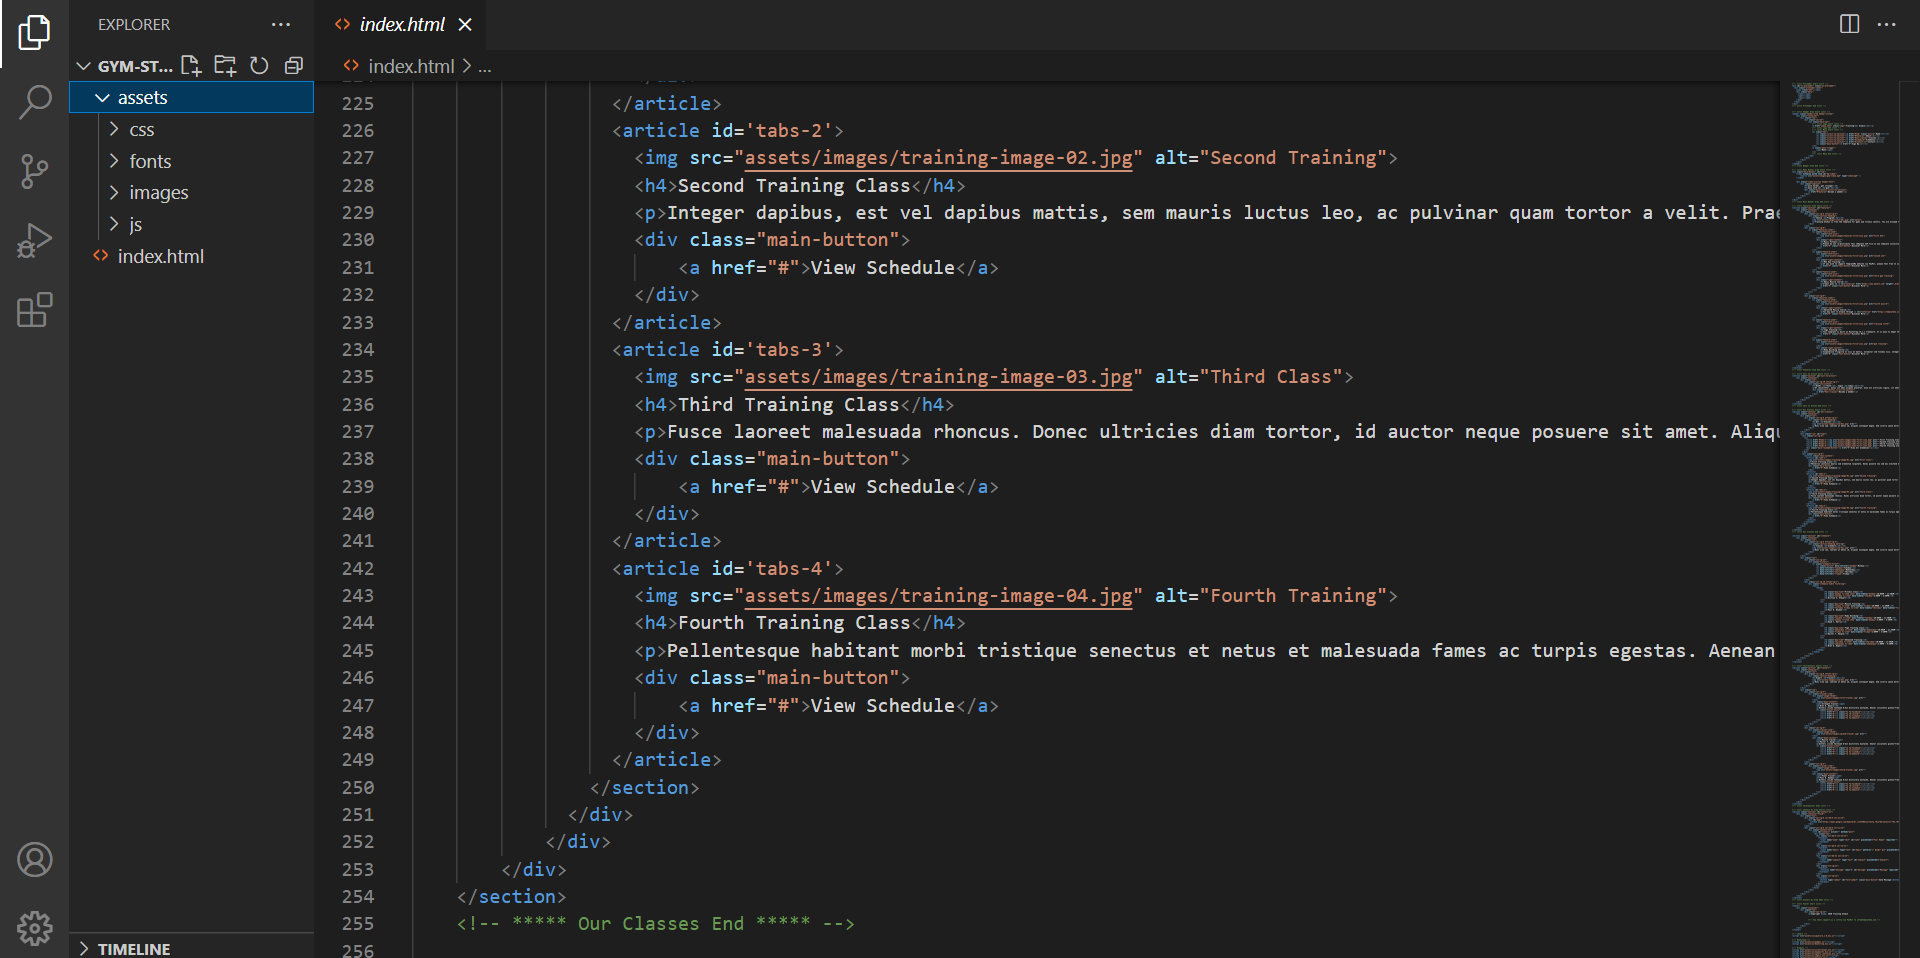 EXPLORER
GYM-ST...
assets
css
fonts
images
js
index.html
TIMELINE
index.html
index.html > ...
225 </article>
226 <article id='tabs-2'>
227 <img src="assets/images/training-image-02.jpg" alt="Second Training">
228 <h4>Second Training Class</h4>
229 <p>Integer dapibus, est vel dapibus mattis, sem mauris luctus leo, ac pulvinar quam tortor a velit. Prae
230 <div class="main-button">
231 <a href="#">View Schedule</a>
232 </div>
233 </article>
234 <article id='tabs-3'>
235 <img src="assets/images/training-image-03.jpg" alt="Third Class">
236 <h4>Third Training Class</h4>
237 <p>Fusce laoreet malesuada rhoncus. Donec ultricies diam tortor, id auctor neque posuere sit amet. Aliqu
238 <div class="main-button">
239 <a href="#">View Schedule</a>
240 </div>
241 </article>
242 <article id='tabs-4'>
243 <img src="assets/images/training-image-04.jpg" alt="Fourth Training">
244 <h4>Fourth Training Class</h4>
245 <p>Pellentesque habitant morbi tristique senectus et netus et malesuada fames ac turpis egestas. Aenean
246 <div class="main-button">
247 <a href="#">View Schedule</a>
248 </div>
249 </article>
250 </section>
251 </div>
252 </div>
253 </div>
254 </section>
255 <!-- ***** Our Classes End ***** -->
256